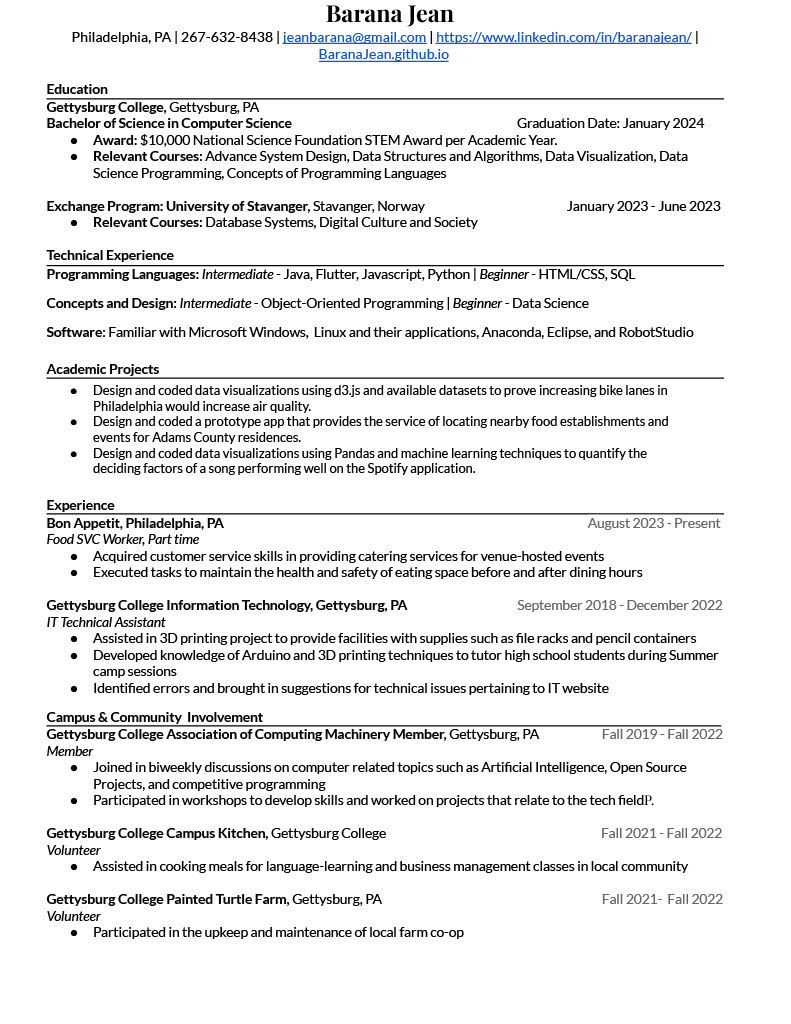 Barana Jean
Philadelphia, PA | 267-632-8438 | jeanbarana@gmail.com | https://www.linkedin.com/in/baranajean/ |
BaranaJean.github.io
Education
Gettysburg College, Gettysburg, PA
Bachelor of Science in Computer Science Graduation Date: January 2024
● Award: $10,000 National Science Foundation STEM Award per Academic Year.
● Relevant Courses: Advance System Design, Data Structures and Algorithms, Data Visualization, Data
Science Programming, Concepts of Programming Languages
Exchange Program: University of Stavanger, Stavanger, Norway January 2023 - June 2023
● Relevant Courses: Database Systems, Digital Culture and Society
Technical Experience
Programming Languages: Intermediate - Java, Flutter, Javascript, Python | Beginner - HTML/CSS, SQL
Concepts and Design: Intermediate - Object-Oriented Programming | Beginner - Data Science
Software: Familiar with Microsoft Windows, Linux and their applications, Anaconda, Eclipse, and RobotStudio
Academic Projects
● Design and coded data visualizations using d3.js and available datasets to prove increasing bike lanes in
Philadelphia would increase air quality.
● Design and coded a prototype app that provides the service of locating nearby food establishments and
events for Adams County residences.
● Design and coded data visualizations using Pandas and machine learning techniques to quantify the
deciding factors of a song performing well on the Spotify application.
Experience
Bon Appetit, Philadelphia, PA August 2023 - Present
Food SVC Worker, Part time
● Acquired customer service skills in providing catering services for venue-hosted events
● Executed tasks to maintain the health and safety of eating space before and after dining hours
Gettysburg College Information Technology, Gettysburg, PA September 2018 - December 2022
IT Technical Assistant
● Assisted in 3D printing project to provide facilities with supplies such as file racks and pencil containers
● Developed knowledge of Arduino and 3D printing techniques to tutor high school students during Summer
camp sessions
● Identified errors and brought in suggestions for technical issues pertaining to IT website
Campus & Community Involvement
Gettysburg College Association of Computing Machinery Member, Gettysburg, PA Fall 2019 - Fall 2022
Member
● Joined in biweekly discussions on computer related topics such as Artificial Intelligence, Open Source
Projects, and competitive programming
● Participated in workshops to develop skills and worked on projects that relate to the tech fieldP.
Gettysburg College Campus Kitchen, Gettysburg College Fall 2021 - Fall 2022
Volunteer
● Assisted in cooking meals for language-learning and business management classes in local community
Gettysburg College Painted Turtle Farm, Gettysburg, PA Fall 2021- Fall 2022
Volunteer
● Participated in the upkeep and maintenance of local farm co-op